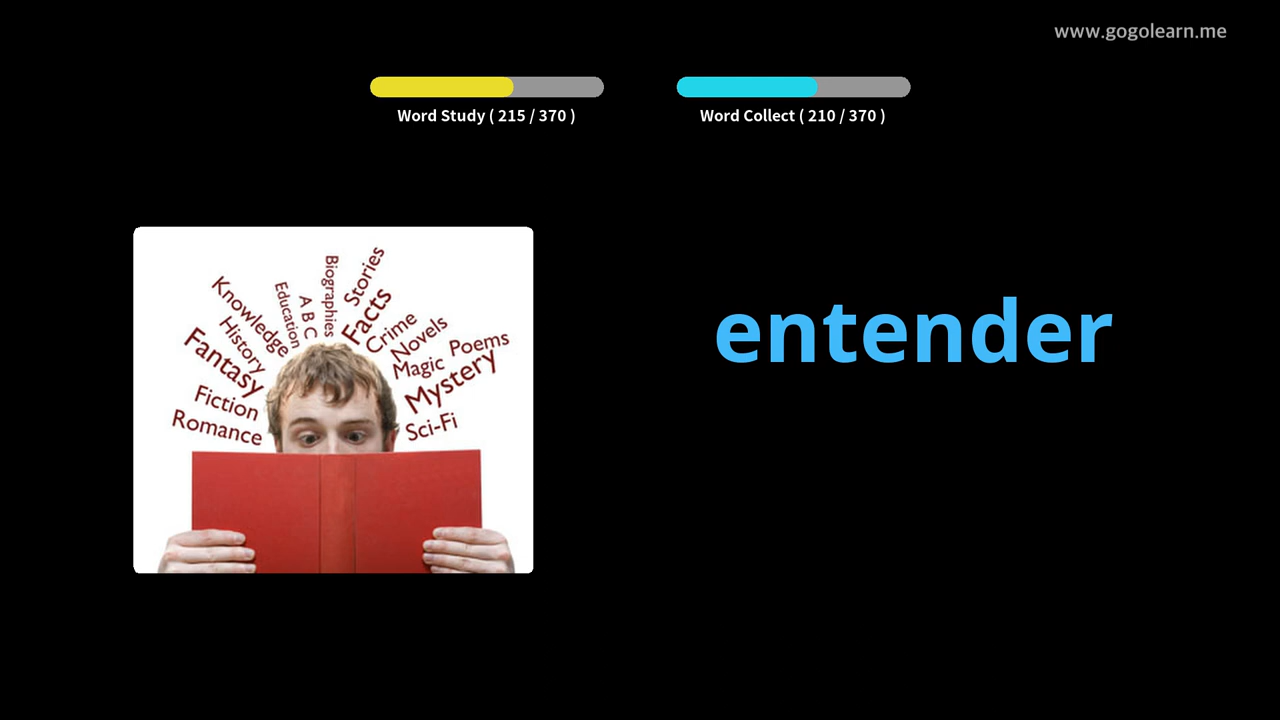 www.gogolearn.me
Word Study ( 215 / 370 )
Word Collect ( 210 / 370 )
Biographies
Stories
Education
A B C
Facts
Knowledge
Crime
History
Novels
Poems
Fantasy
Magic
Mystery
Fiction
Romance
Sci-Fi
entender